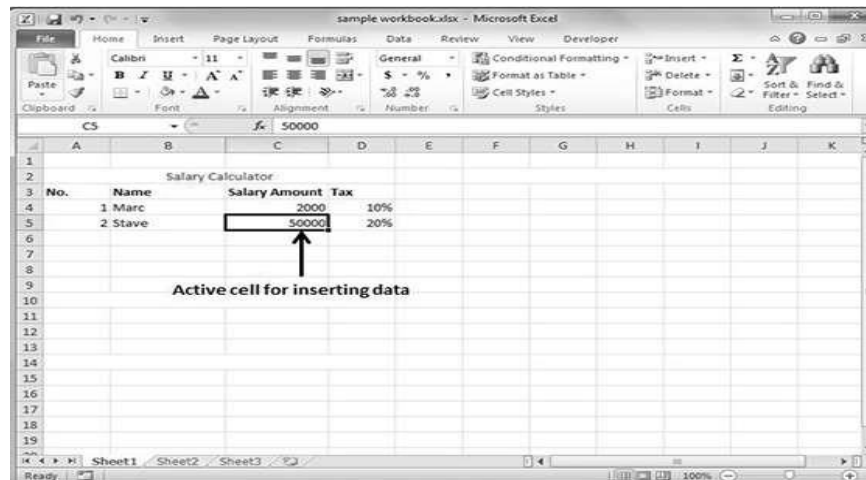 sample workbook.xlsx - Microsoft Excel
File Home Insert Page Layout Formulas Data Review View Developer
Paste Calibri 11 General Conditional Formatting Insert Σ
B I U A A $ % , Format as Table Delete Sort & Filter Find & Select
A Cell Styles Format
Clipboard Font Alignment Number Styles Cells Editing
C5 fx 50000
A B C D E F G H I J K
1
2 Salary Calculator
3 No. Name Salary Amount Tax
4 1 Marc 2000 10%
5 2 Stave 50000 20%
6
7
8
9 Active cell for inserting data
10
11
12
13
14
15
16
17
18
19
Sheet1 Sheet2 Sheet3
Ready 100%